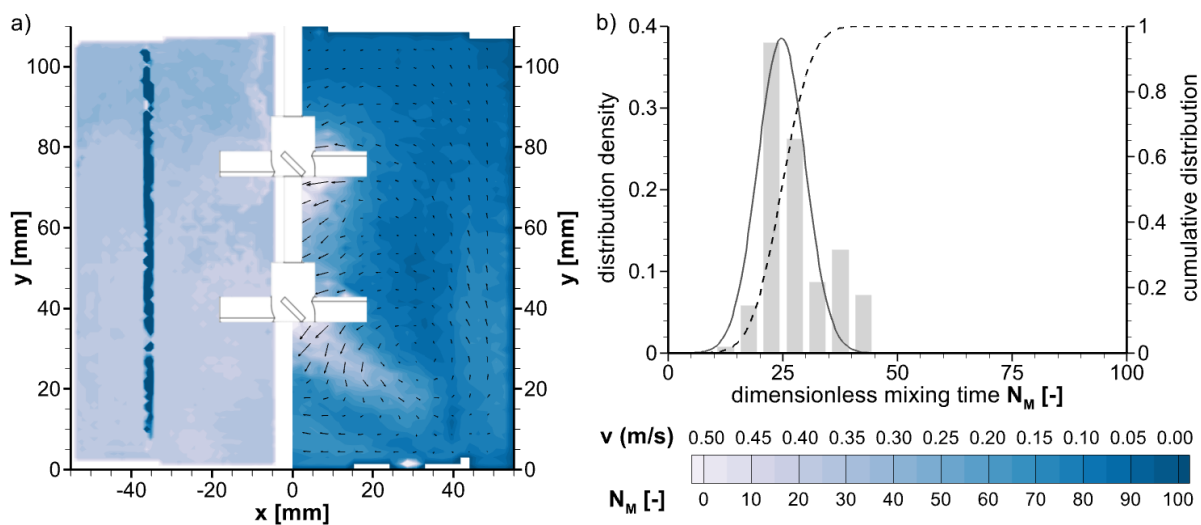 a)
100
80
60
40
20
0
y [mm]
-40
-20
0
20
40
x [mm]
100
80
60
40
20
0
y [mm]
b)
0.4
0.3
0.2
0.1
0
distribution density
1
0.8
0.6
0.4
0.2
0
cumulative distribution
0 25 50 75 100
dimensionless mixing time N_M [-]
v (m/s) 0.50 0.45 0.40 0.35 0.30 0.25 0.20 0.15 0.10 0.05 0.00
N_M [-] 0 10 20 30 40 50 60 70 80 90 100